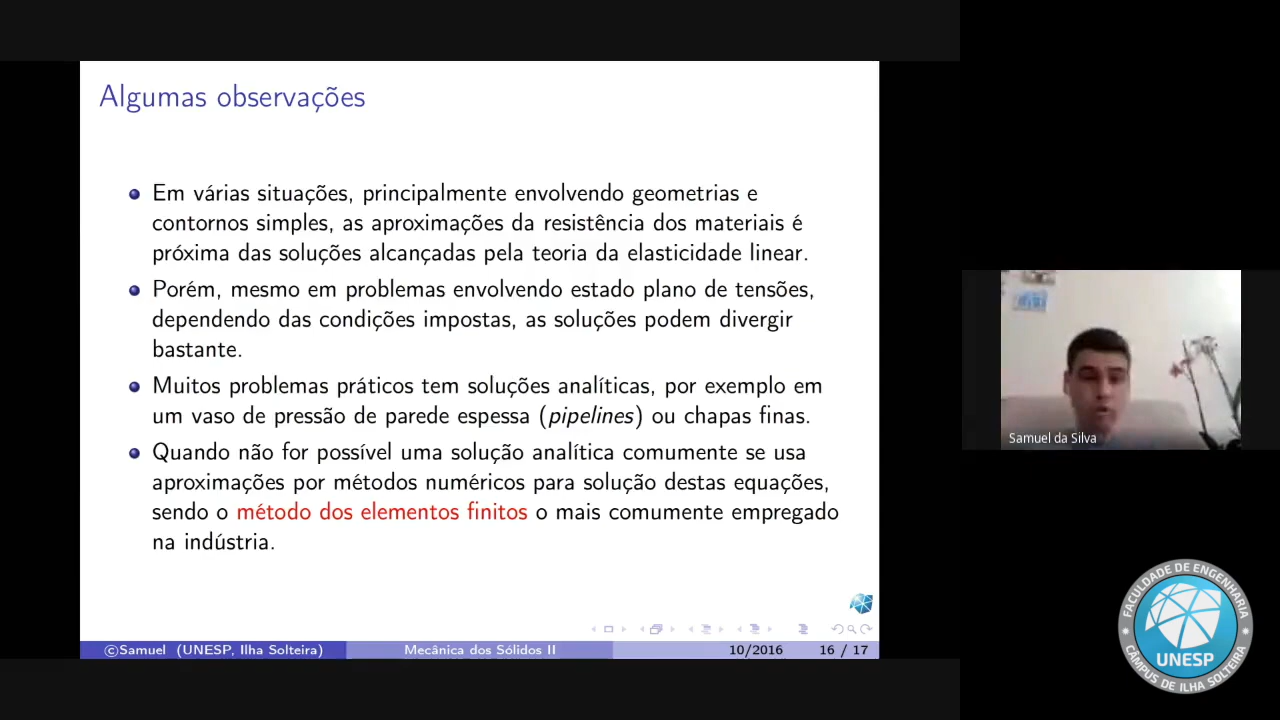 Algumas observações
Em várias situações, principalmente envolvendo geometrias e
contornos simples, as aproximações da resistência dos materiais é
próxima das soluções alcançadas pela teoria da elasticidade linear.
Porém, mesmo em problemas envolvendo estado plano de tensões,
dependendo das condições impostas, as soluções podem divergir
bastante.
Muitos problemas práticos tem soluções analíticas, por exemplo em
um vaso de pressão de parede espessa (pipelines) ou chapas finas.
Quando não for possível uma solução analítica comumente se usa
aproximações por métodos numéricos para solução destas equações,
sendo o método dos elementos finitos o mais comumente empregado
na indústria.
©Samuel (UNESP, Ilha Solteira) Mecânica dos Sólidos II 10/2016 16 / 17
Samuel da Silva
FACULDADE DE ENGENHARIA
UNESP
CÂMPUS DE ILHA SOLTEIRA